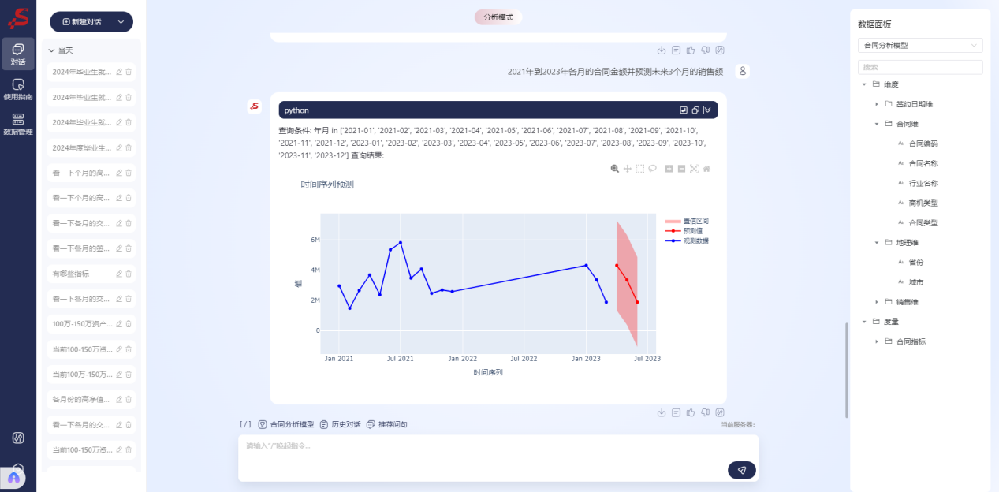 新建对话
分析模式
对话
使用指南
数据管理
当天
2024年毕业生就...
2024年毕业生就...
2024年毕业生就...
2024年度毕业生...
看一下个月的高...
看一下个月的高...
看一下各月的交...
看一下各月的签...
有哪些指标
看一下各月的交...
100万-150万资产...
当前100-150万资...
当前100万-150万...
各月份的高净值...
看一下各月的交...
当前100-150万资...
2021年到2023年各月的合同金额并预测未来3个月的销售额
python
查询条件: 年月 in ['2021-01', '2021-02', '2021-03', '2021-04', '2021-05', '2021-06', '2021-07', '2021-08', '2021-09', '2021-10',
'2021-11', '2021-12', '2023-01', '2023-02', '2023-03', '2023-04', '2023-05', '2023-06', '2023-07', '2023-08', '2023-09', '2023-10',
'2023-11', '2023-12'] 查询结果:
时间序列预测
置信区间
预测值
观测数据
6M
4M
2M
0
值
Jan 2021
Jul 2021
Jan 2022
Jul 2022
Jan 2023
Jul 2023
时间序列
[/]
合同分析模型
历史对话
推荐问句
当前服务器:
请输入"/"唤起指令...
数据面板
合同分析模型
搜索
维度
签约日期维
合同维
合同编码
合同名称
行业名称
商机类型
合同类型
地理维
省份
城市
销售维
度量
合同指标